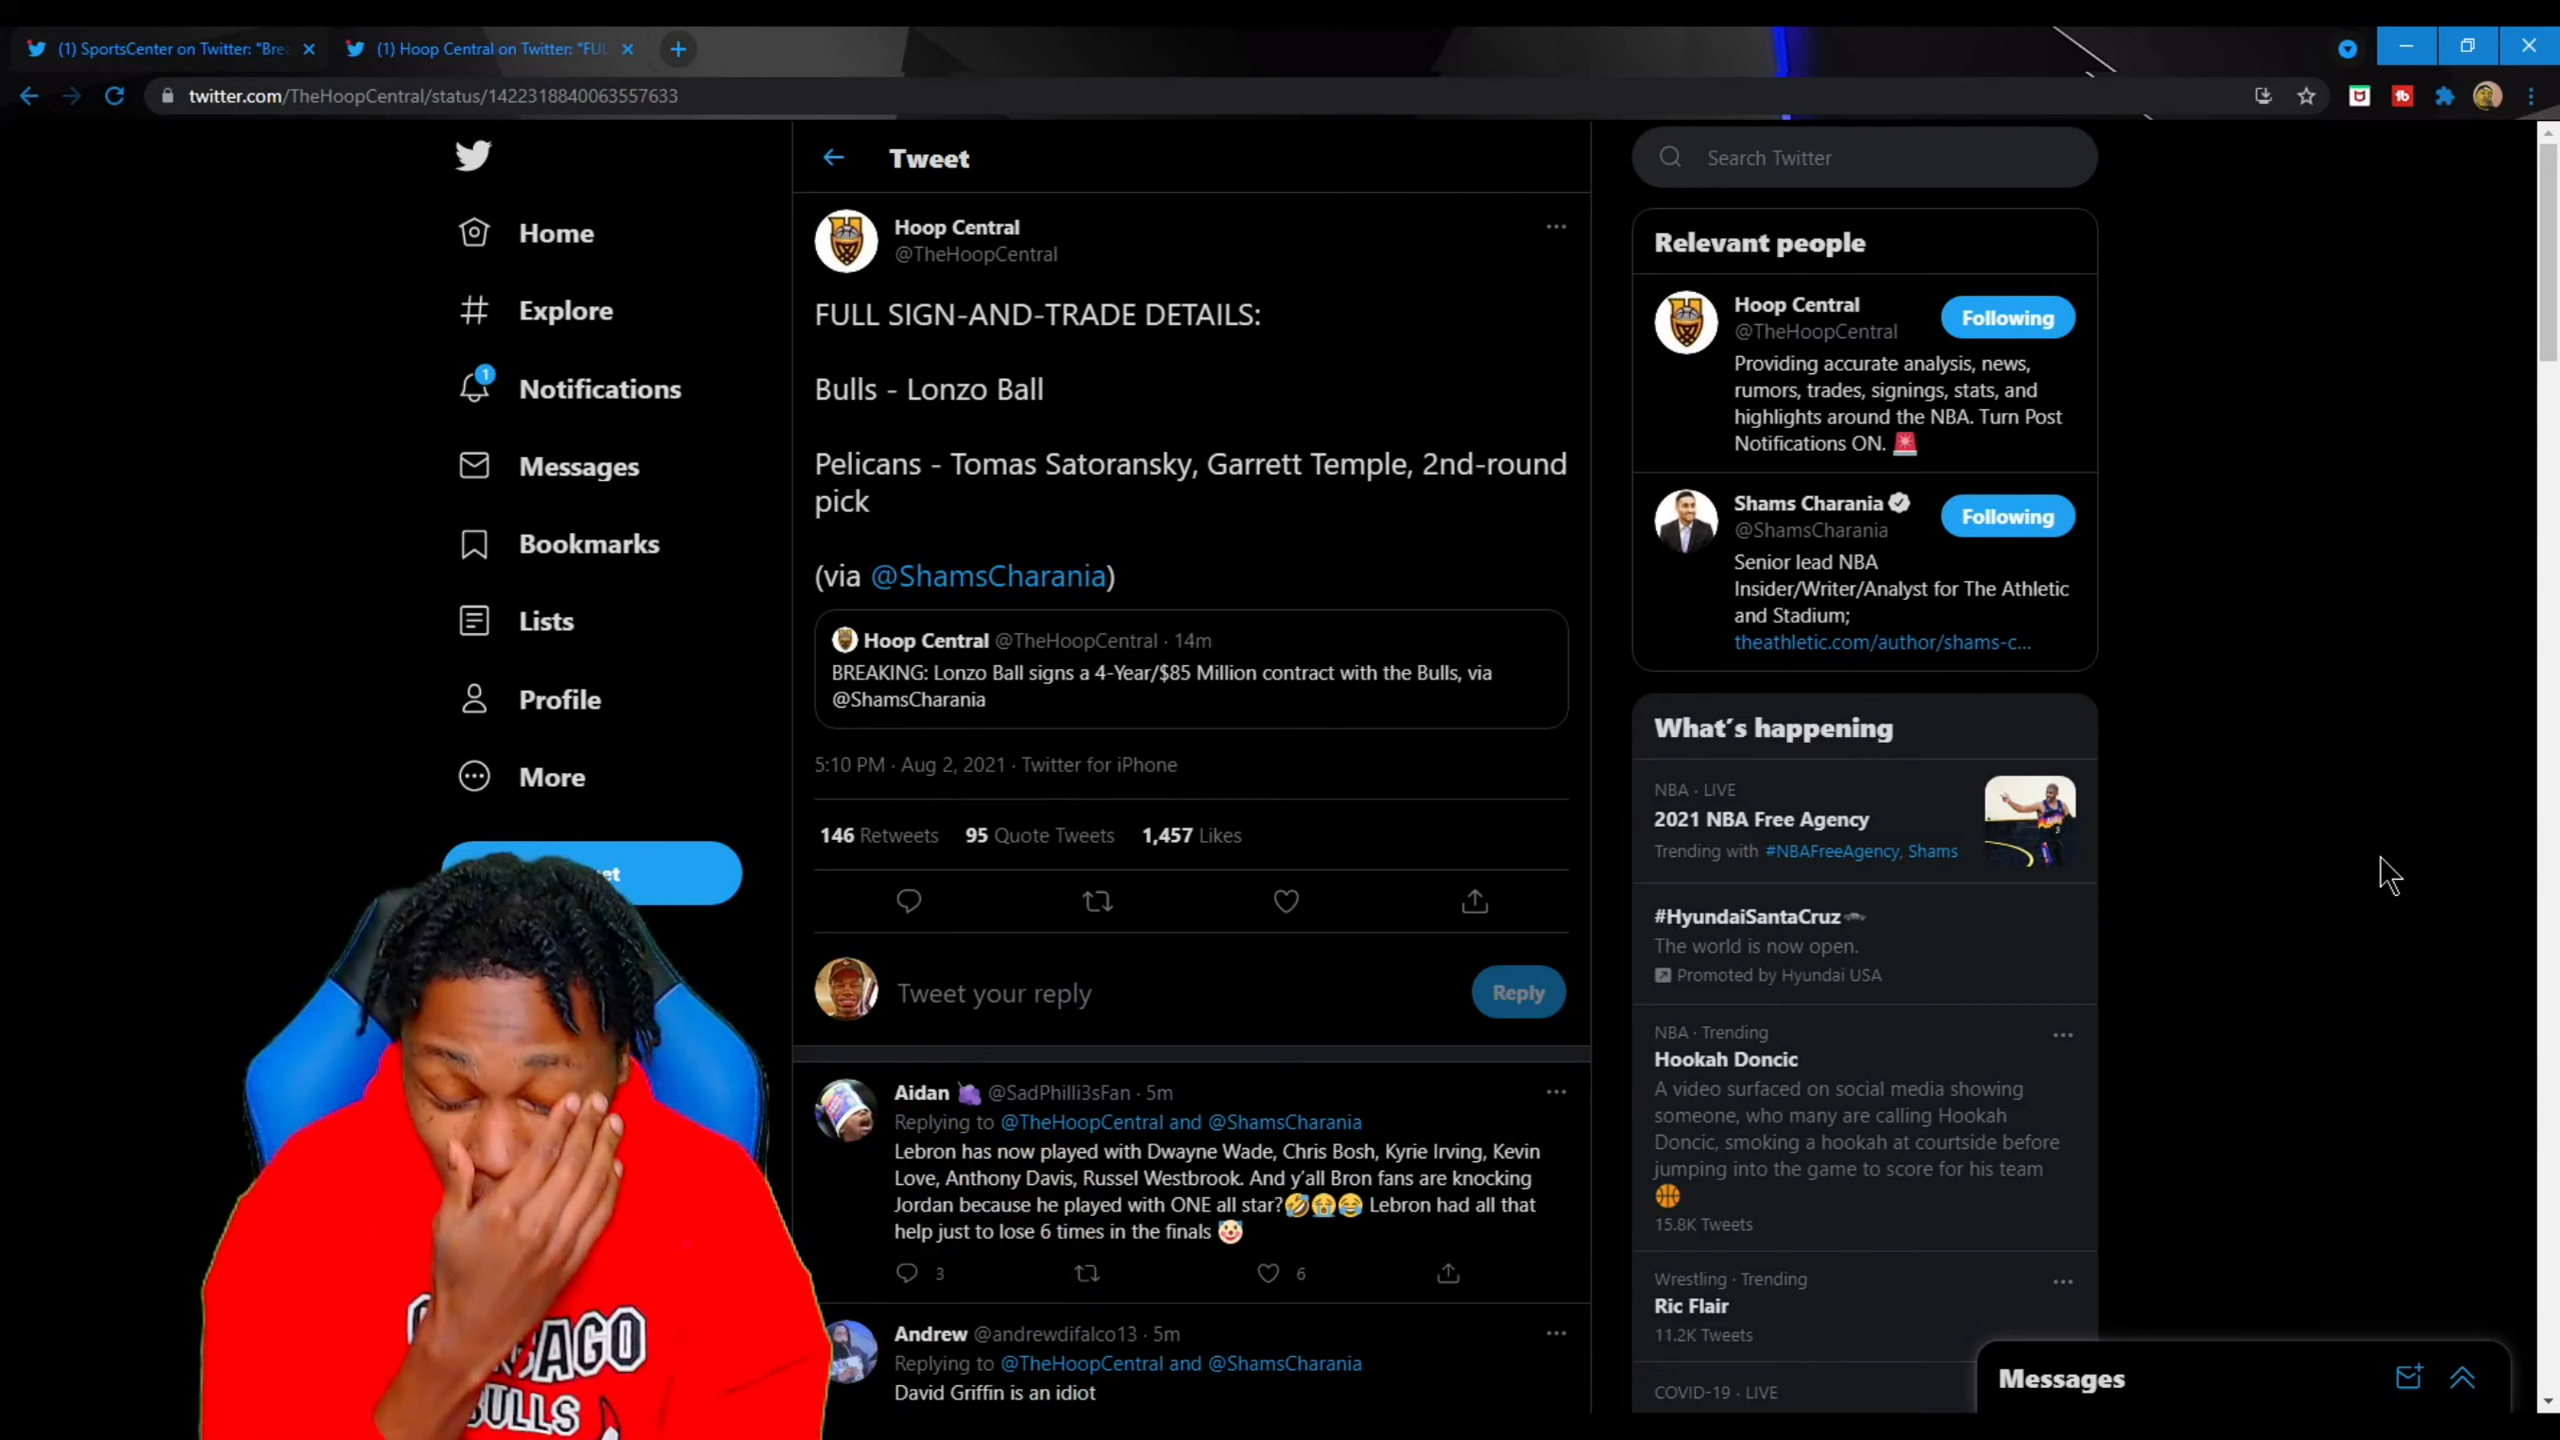 (1) SportsCenter on Twitter: "Brea
(1) Hoop Central on Twitter: "FUL
twitter.com/TheHoopCentral/status/1422318840063557633
Home
Explore
1
Notifications
Messages
Bookmarks
Lists
Profile
More
Tweet
Hoop Central
@TheHoopCentral
FULL SIGN-AND-TRADE DETAILS:
Bulls - Lonzo Ball
Pelicans - Tomas Satoransky, Garrett Temple, 2nd-round
pick
(via @ShamsCharania)
Hoop Central @TheHoopCentral · 14m
BREAKING: Lonzo Ball signs a 4-Year/$85 Million contract with the Bulls, via
@ShamsCharania
5:10 PM · Aug 2, 2021 · Twitter for iPhone
146 Retweets 95 Quote Tweets 1,457 Likes
Tweet your reply
Reply
Aidan 🍇 @SadPhilli3sFan · 5m
Replying to @TheHoopCentral and @ShamsCharania
Lebron has now played with Dwayne Wade, Chris Bosh, Kyrie Irving, Kevin
Love, Anthony Davis, Russel Westbrook. And y'all Bron fans are knocking
Jordan because he played with ONE all star?🤣😭😂 Lebron had all that
help just to lose 6 times in the finals 🤡
3 6
Andrew @andrewdifalco13 · 5m
Replying to @TheHoopCentral and @ShamsCharania
David Griffin is an idiot
Search Twitter
Relevant people
Hoop Central
@TheHoopCentral
Following
Providing accurate analysis, news,
rumors, trades, signings, stats, and
highlights around the NBA. Turn Post
Notifications ON. 🚨
Shams Charania
@ShamsCharania
Following
Senior lead NBA
Insider/Writer/Analyst for The Athletic
and Stadium;
theathletic.com/author/shams-c...
What's happening
NBA · LIVE
2021 NBA Free Agency
Trending with #NBAFreeAgency, Shams
#HyundaiSantaCruz
The world is now open.
Promoted by Hyundai USA
NBA · Trending
Hookah Doncic
A video surfaced on social media showing
someone, who many are calling Hookah
Doncic, smoking a hookah at courtside before
jumping into the game to score for his team
🏀
15.8K Tweets
Wrestling · Trending
Ric Flair
11.2K Tweets
COVID-19 · LIVE
Messages
BULLS